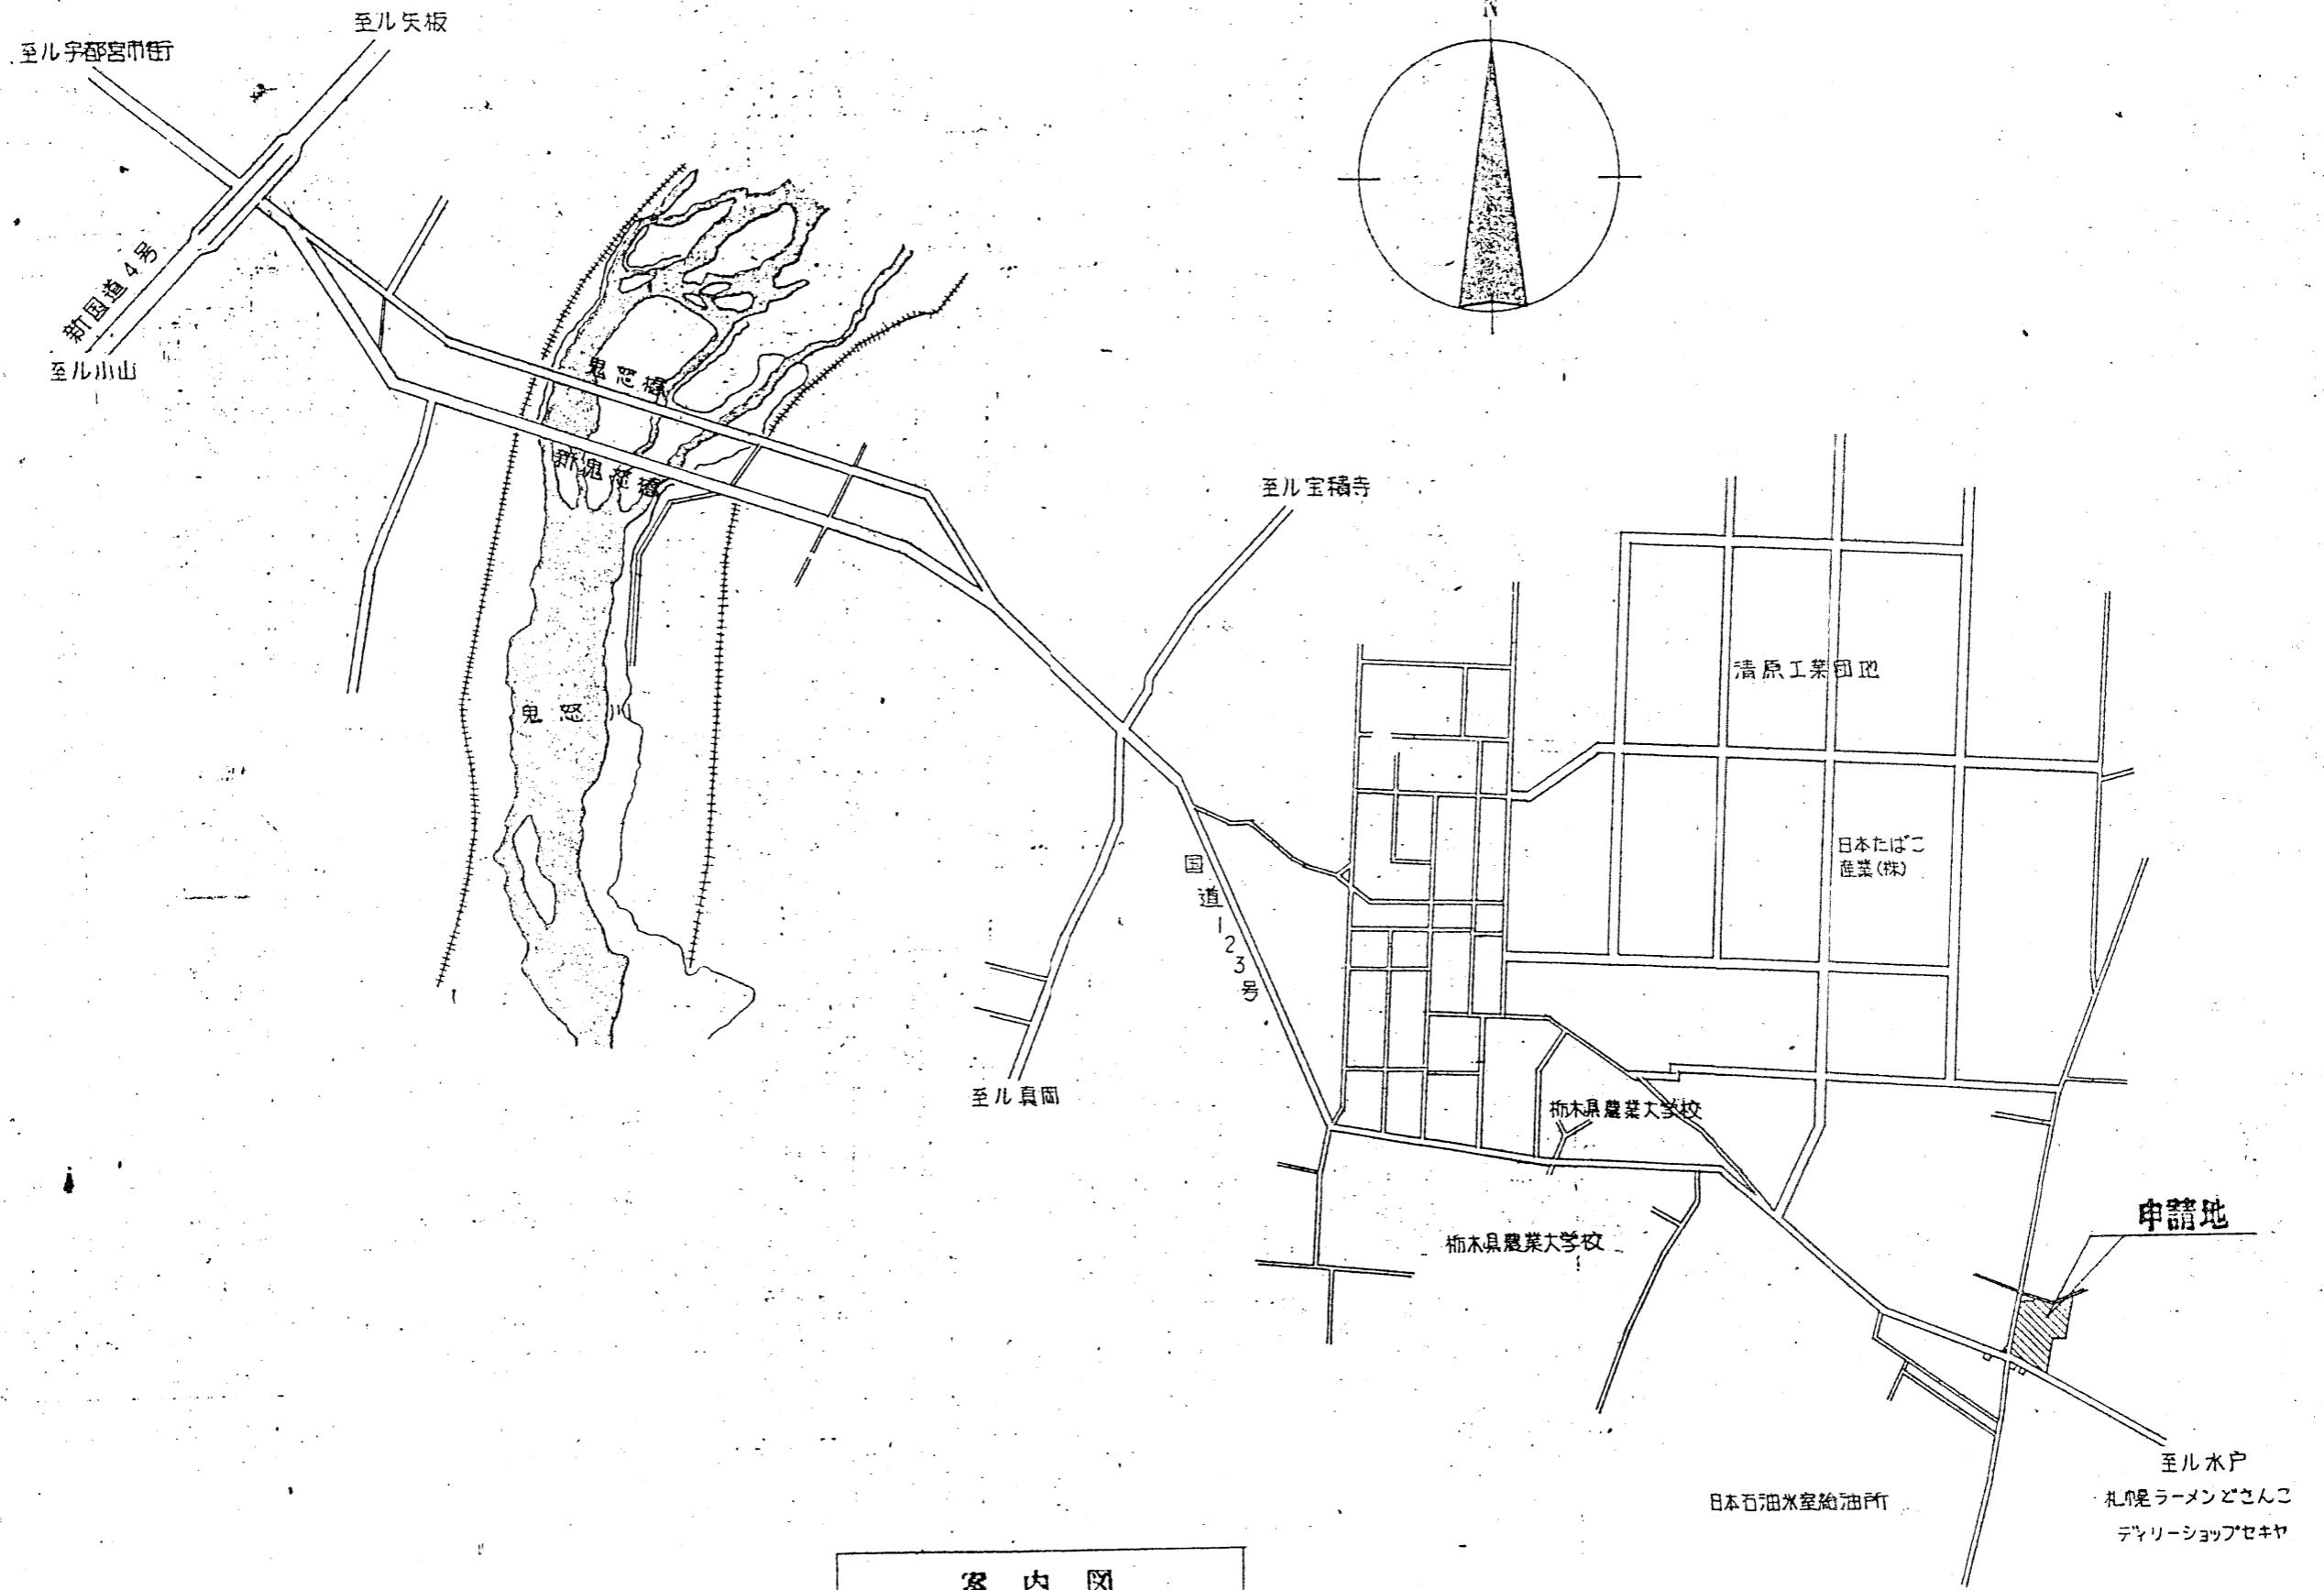 至ル矢板
至ル宇都宮市街
N
新国道4号
至ル小山
鬼怒橋
新鬼怒橋
至ル宝積寺
清原工業団地
鬼怒川
日本たばこ
産業(株)
国道123号
至ル真岡
栃木県農業大学校
栃木県農業大学校
申請地
至ル水戸
日本石油氷室給油所
札幌ラーメンどさんこ
ディリーショップセキヤ
案内図